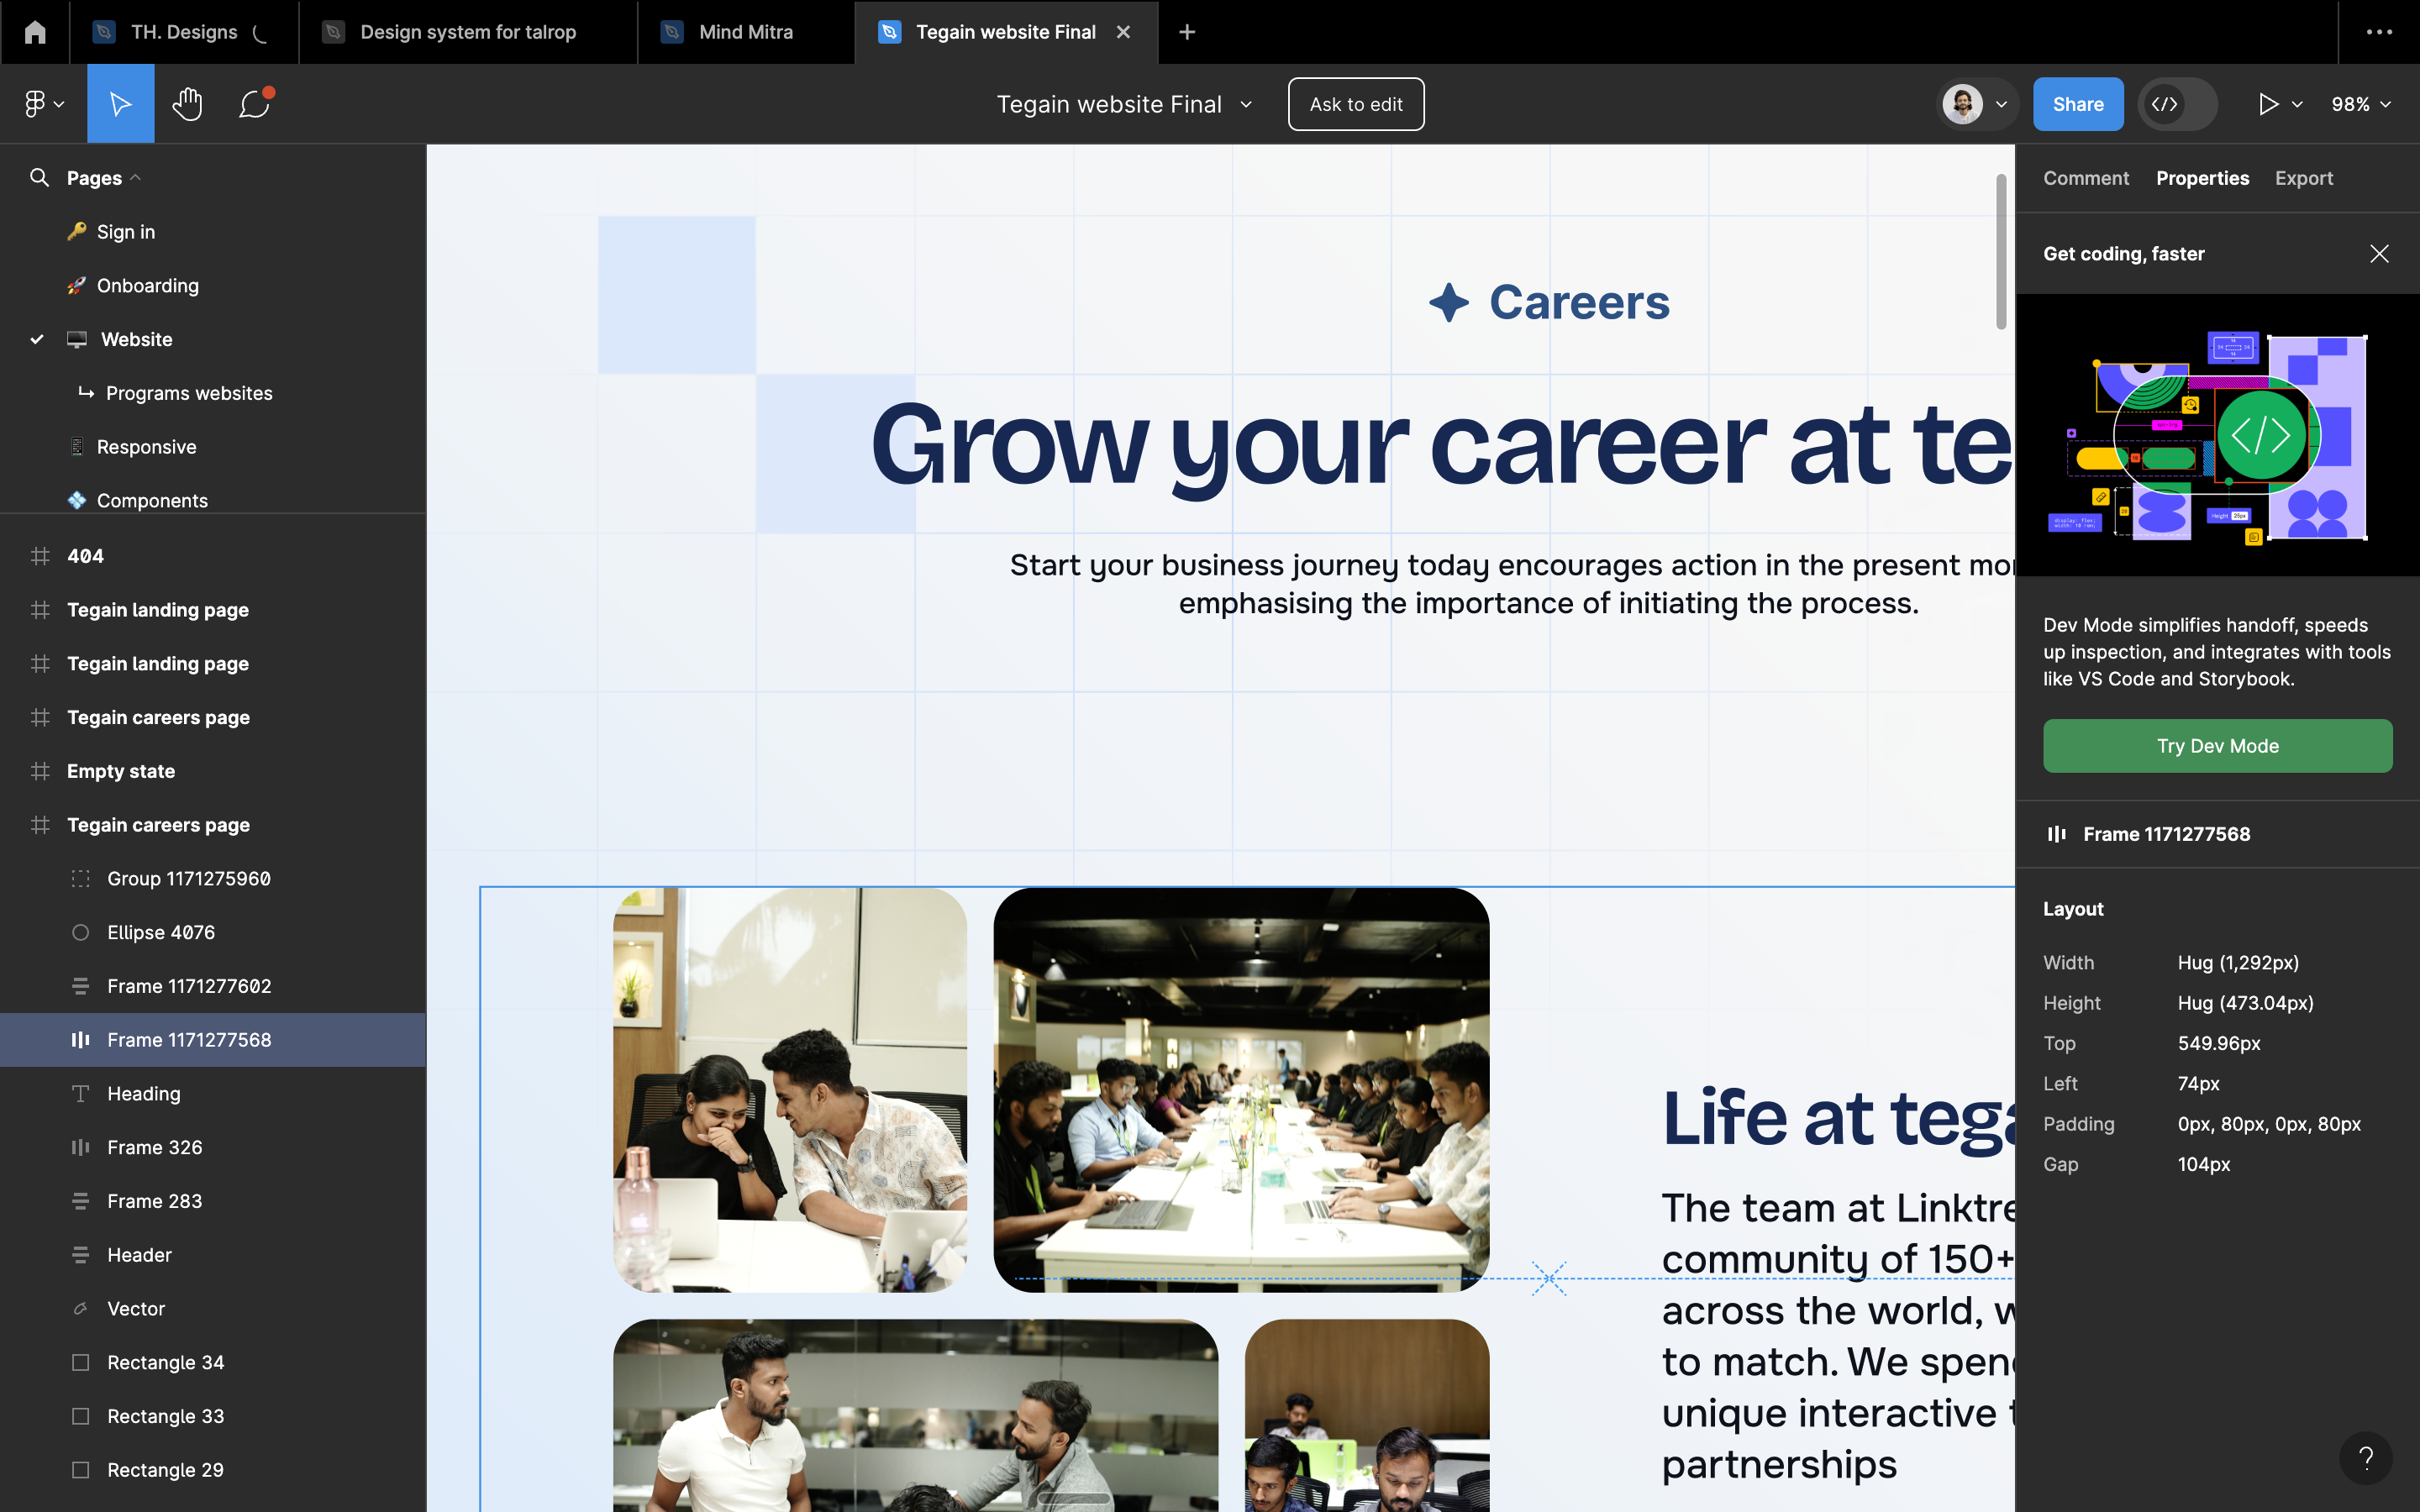 TH. Designs
Design system for talrop
Mind Mitra
Tegain website Final
Tegain website Final
Ask to edit
Share
98%
Pages
Sign in
Onboarding
Website
Programs websites
Responsive
Components
404
Tegain landing page
Tegain landing page
Tegain careers page
Empty state
Tegain careers page
Group 1171275960
Ellipse 4076
Frame 1171277602
Frame 1171277568
Heading
Frame 326
Frame 283
Header
Vector
Rectangle 34
Rectangle 33
Rectangle 29
Careers
Grow your career at te
Start your business journey today encourages action in the present mo
emphasising the importance of initiating the process.
Life at tega
The team at Linktre
community of 150+
across the world, w
to match. We spen
unique interactive t
partnerships
Comment
Properties
Export
Get coding, faster
Dev Mode simplifies handoff, speeds
up inspection, and integrates with tools
like VS Code and Storybook.
Try Dev Mode
Frame 1171277568
Layout
Width
Hug (1,292px)
Height
Hug (473.04px)
Top
549.96px
Left
74px
Padding
0px, 80px, 0px, 80px
Gap
104px
?